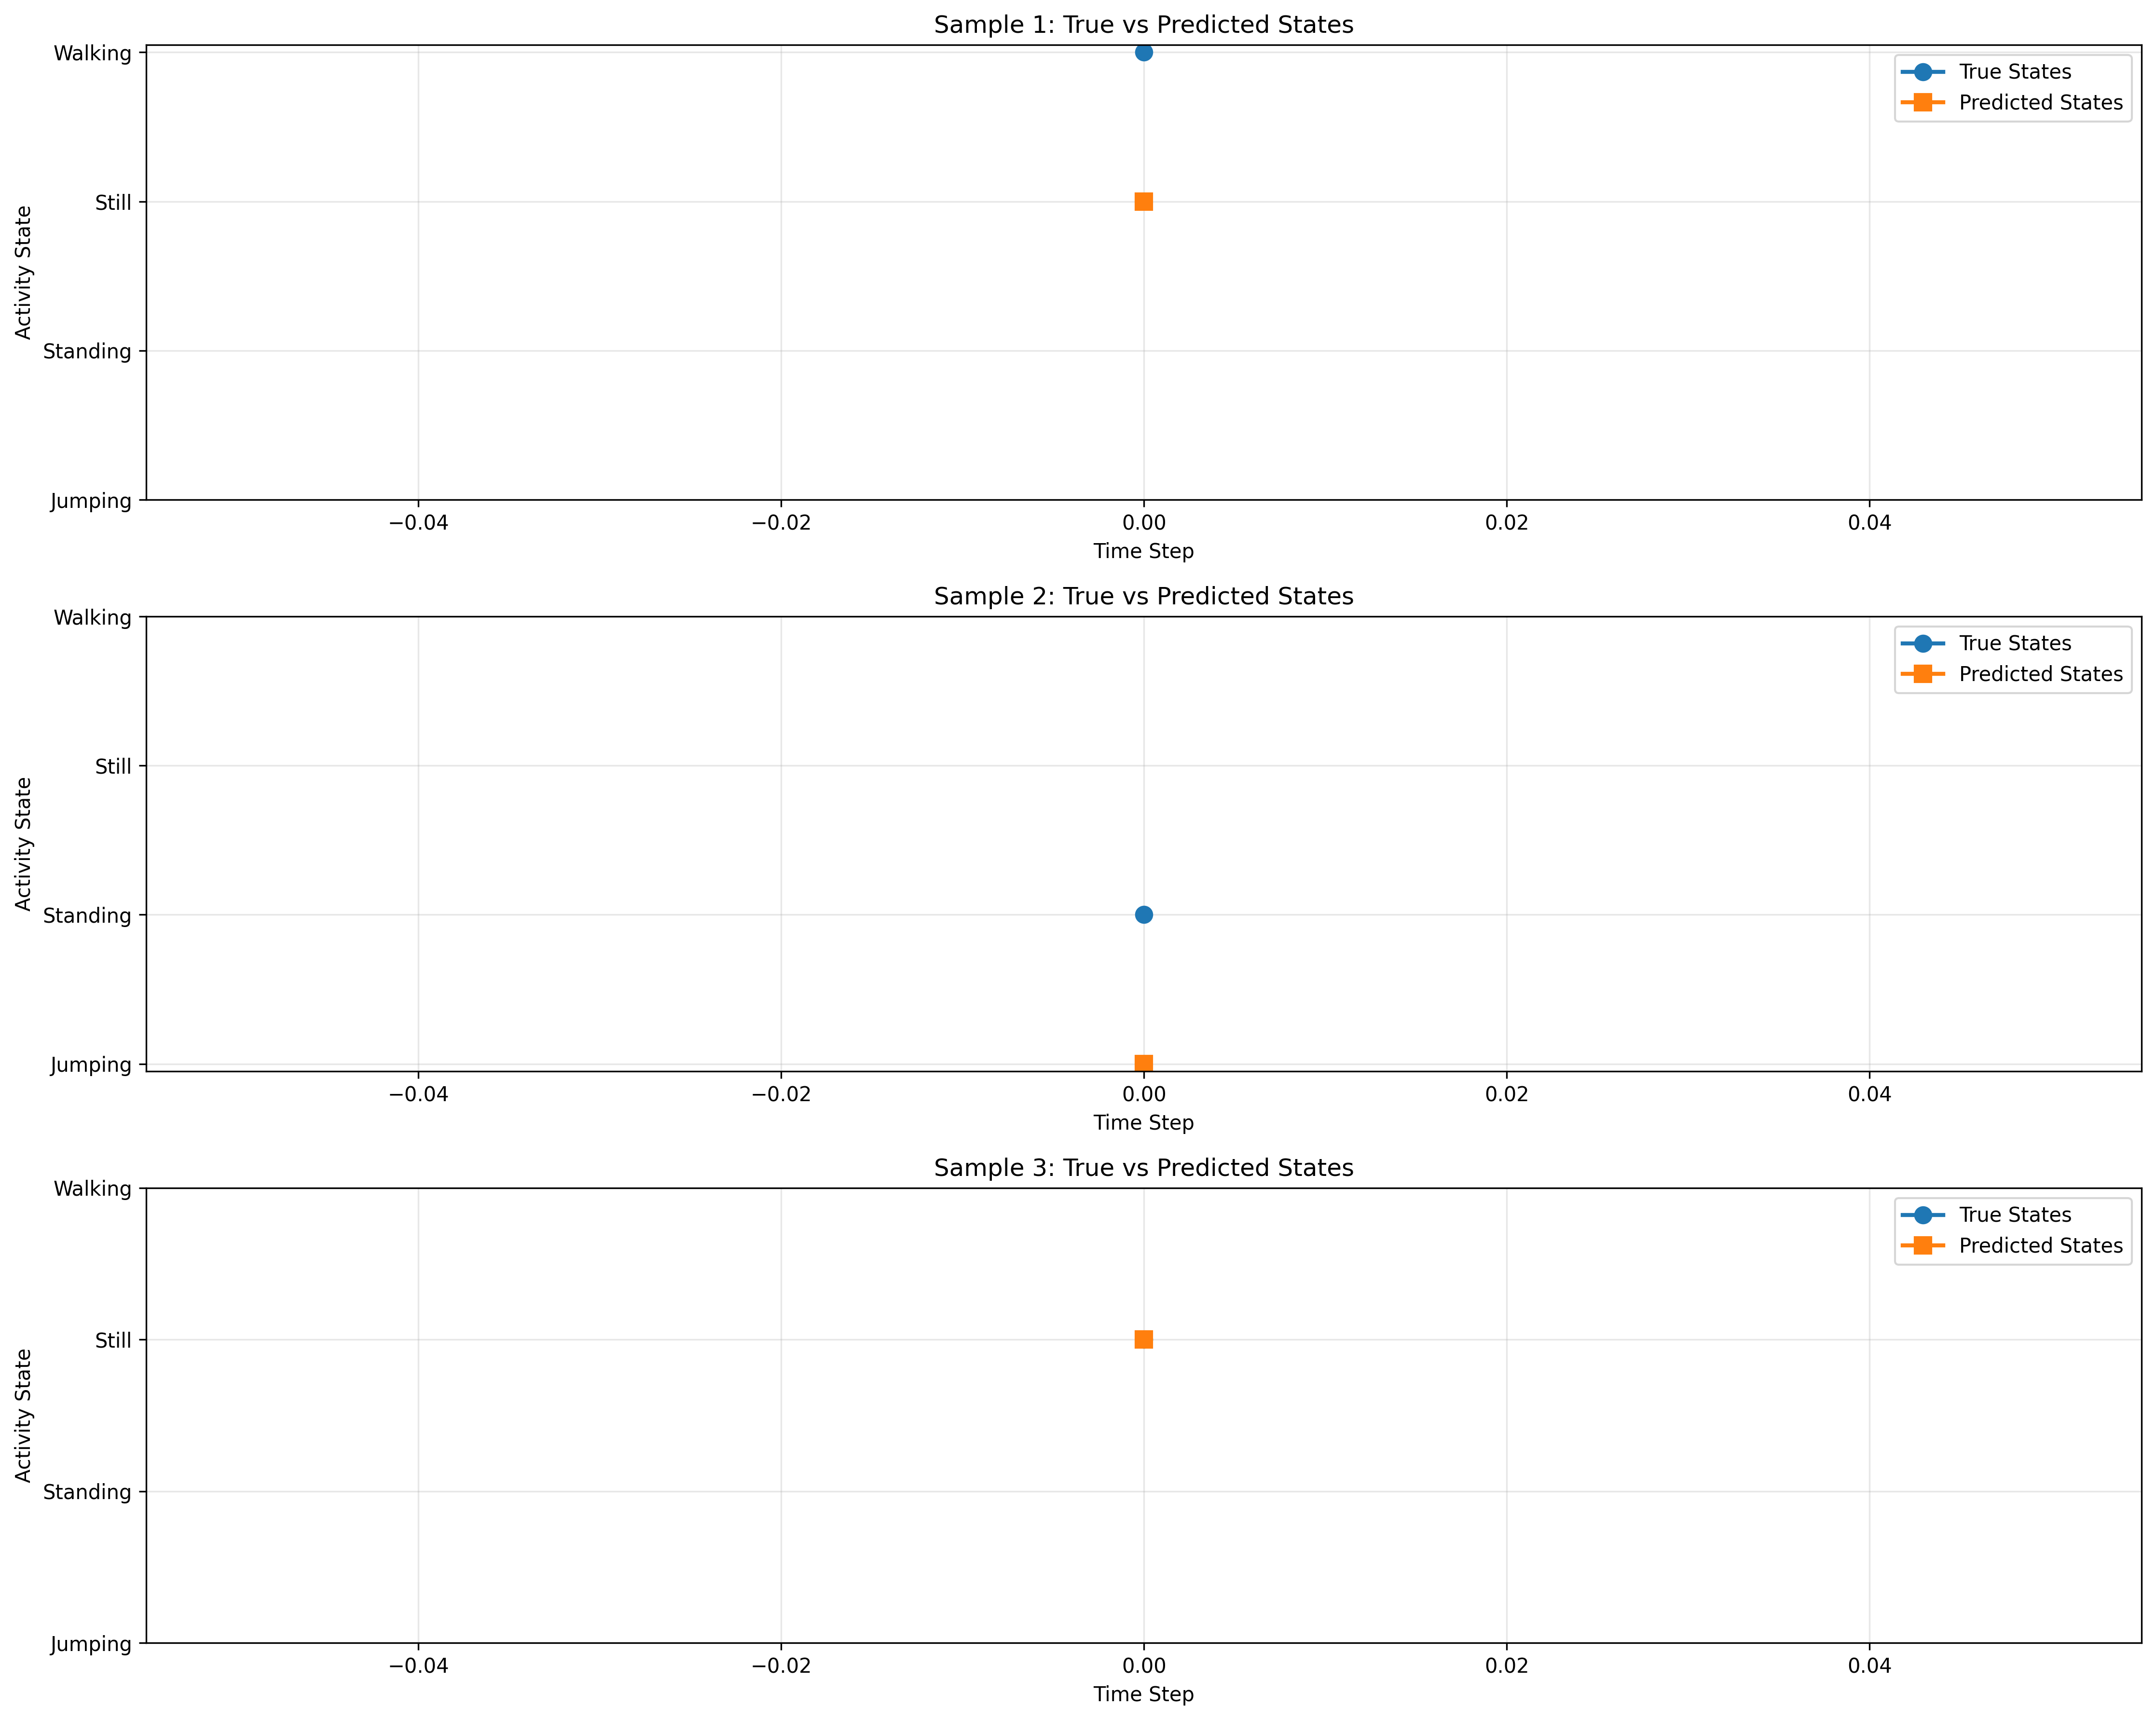 Sample 1: True vs Predicted States
Walking
Still
Standing
Jumping
Activity State
True States
Predicted States
−0.04
−0.02
0.00
0.02
0.04
Time Step
Sample 2: True vs Predicted States
Walking
Still
Standing
Jumping
Activity State
True States
Predicted States
−0.04
−0.02
0.00
0.02
0.04
Time Step
Sample 3: True vs Predicted States
Walking
Still
Standing
Jumping
Activity State
True States
Predicted States
−0.04
−0.02
0.00
0.02
0.04
Time Step